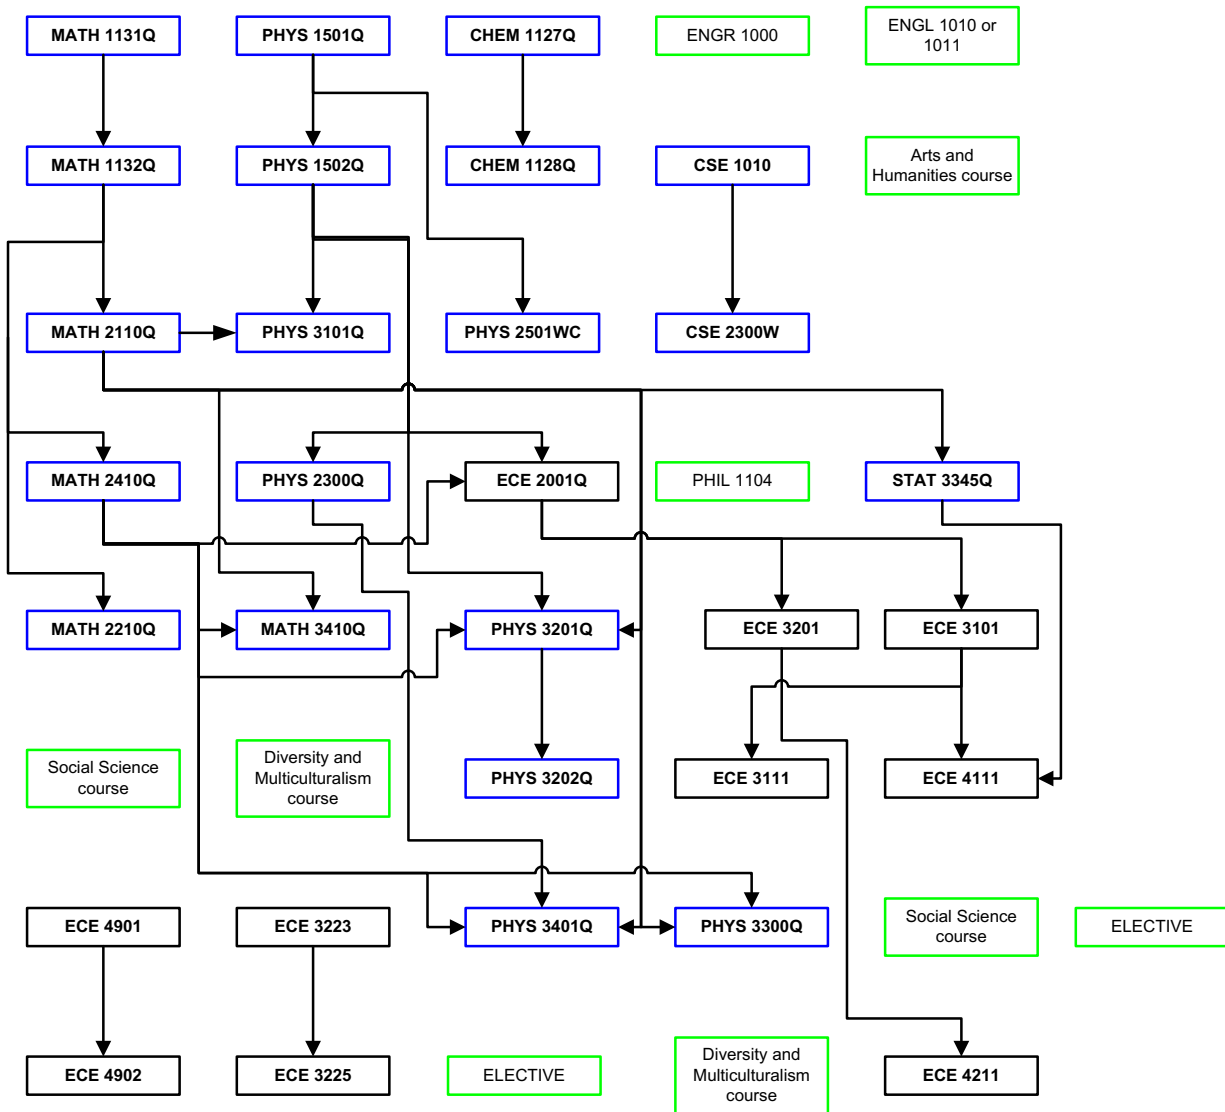 MATH 1131Q
PHYS 1501Q
CHEM 1127Q
ENGR 1000
ENGL 1010 or
1011
MATH 1132Q
PHYS 1502Q
CHEM 1128Q
CSE 1010
Arts and
Humanities course
MATH 2110Q
PHYS 3101Q
PHYS 2501WC
CSE 2300W
MATH 2410Q
PHYS 2300Q
ECE 2001Q
PHIL 1104
STAT 3345Q
MATH 2210Q
MATH 3410Q
PHYS 3201Q
ECE 3201
ECE 3101
Social Science
course
Diversity and
Multiculturalism
course
PHYS 3202Q
ECE 3111
ECE 4111
ECE 4901
ECE 3223
PHYS 3401Q
PHYS 3300Q
Social Science
course
ELECTIVE
ECE 4902
ECE 3225
ELECTIVE
Diversity and
Multiculturalism
course
ECE 4211